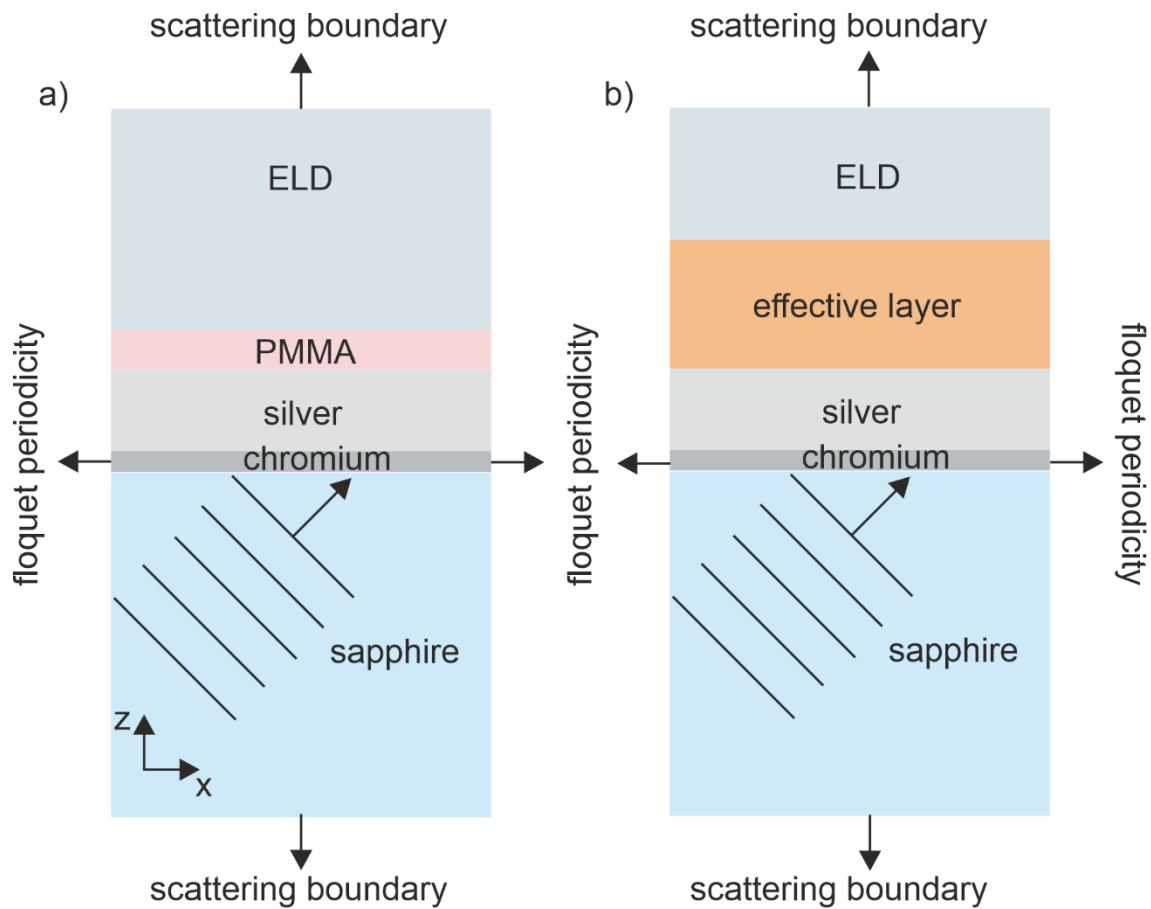 scattering boundary
a)
ELD
PMMA
silver
chromium
sapphire
z
x
floquet periodicity
floquet periodicity
scattering boundary
scattering boundary
b)
ELD
effective layer
silver
chromium
sapphire
floquet periodicity
scattering boundary